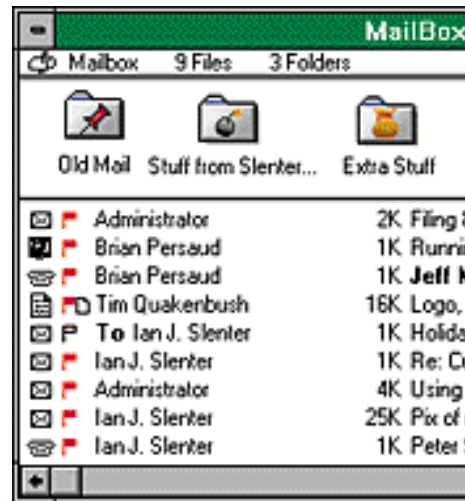 MailBox
Mailbox 9 Files 3 Folders
Old Mail Stuff from Slenter... Extra Stuff
Administrator 2K Filing
Brian Persaud 1K Runni
Brian Persaud 1K Jeff
Tim Quakenbush 16K Logo,
To Ian J. Slenter 1K Holida
Ian J. Slenter 1K Re: Cu
Administrator 4K Using
Ian J. Slenter 25K Pix of
Ian J. Slenter 1K Peter